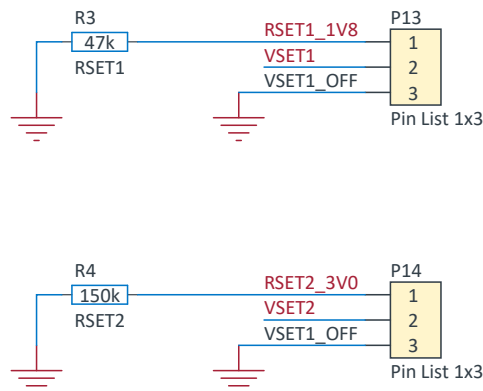 R3
47k
RSET1
RSET1_1V8
VSET1
VSET1_OFF
P13
1
2
3
Pin List 1x3
R4
150k
RSET2
RSET2_3V0
VSET2
VSET1_OFF
P14
1
2
3
Pin List 1x3